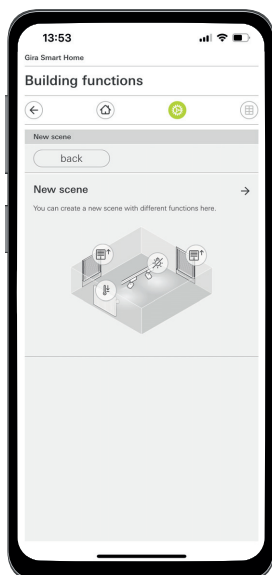 13:53
Gira Smart Home
Building functions
New scene
back
New scene
You can create a new scene with different functions here.